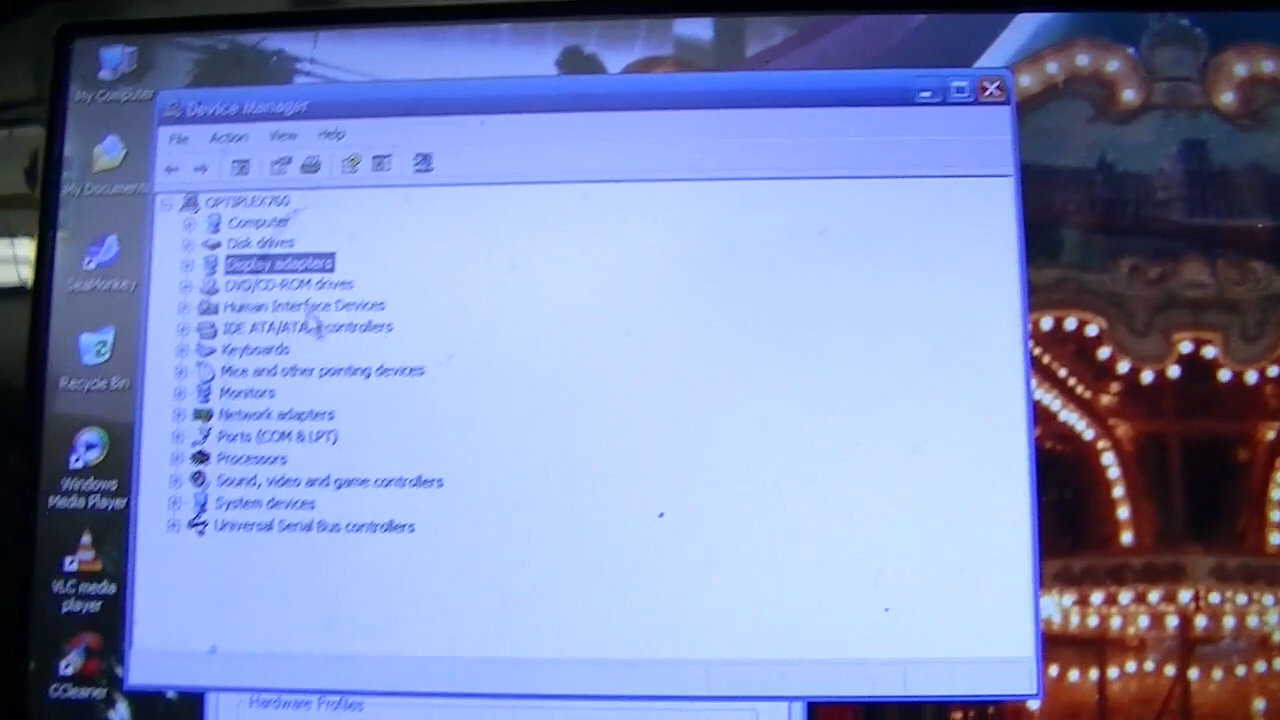 My Computer
My Documents
SeaMonkey
Recycle Bin
Windows
Media Player
VLC media
player
CCleaner
Device Manager
File Action View Help
OPTIPLEX760
Computer
Disk drives
Display adapters
DVD/CD-ROM drives
Human Interface Devices
IDE ATA/ATAPI controllers
Keyboards
Mice and other pointing devices
Monitors
Network adapters
Ports (COM & LPT)
Processors
Sound, video and game controllers
System devices
Universal Serial Bus controllers
Hardware Profiles